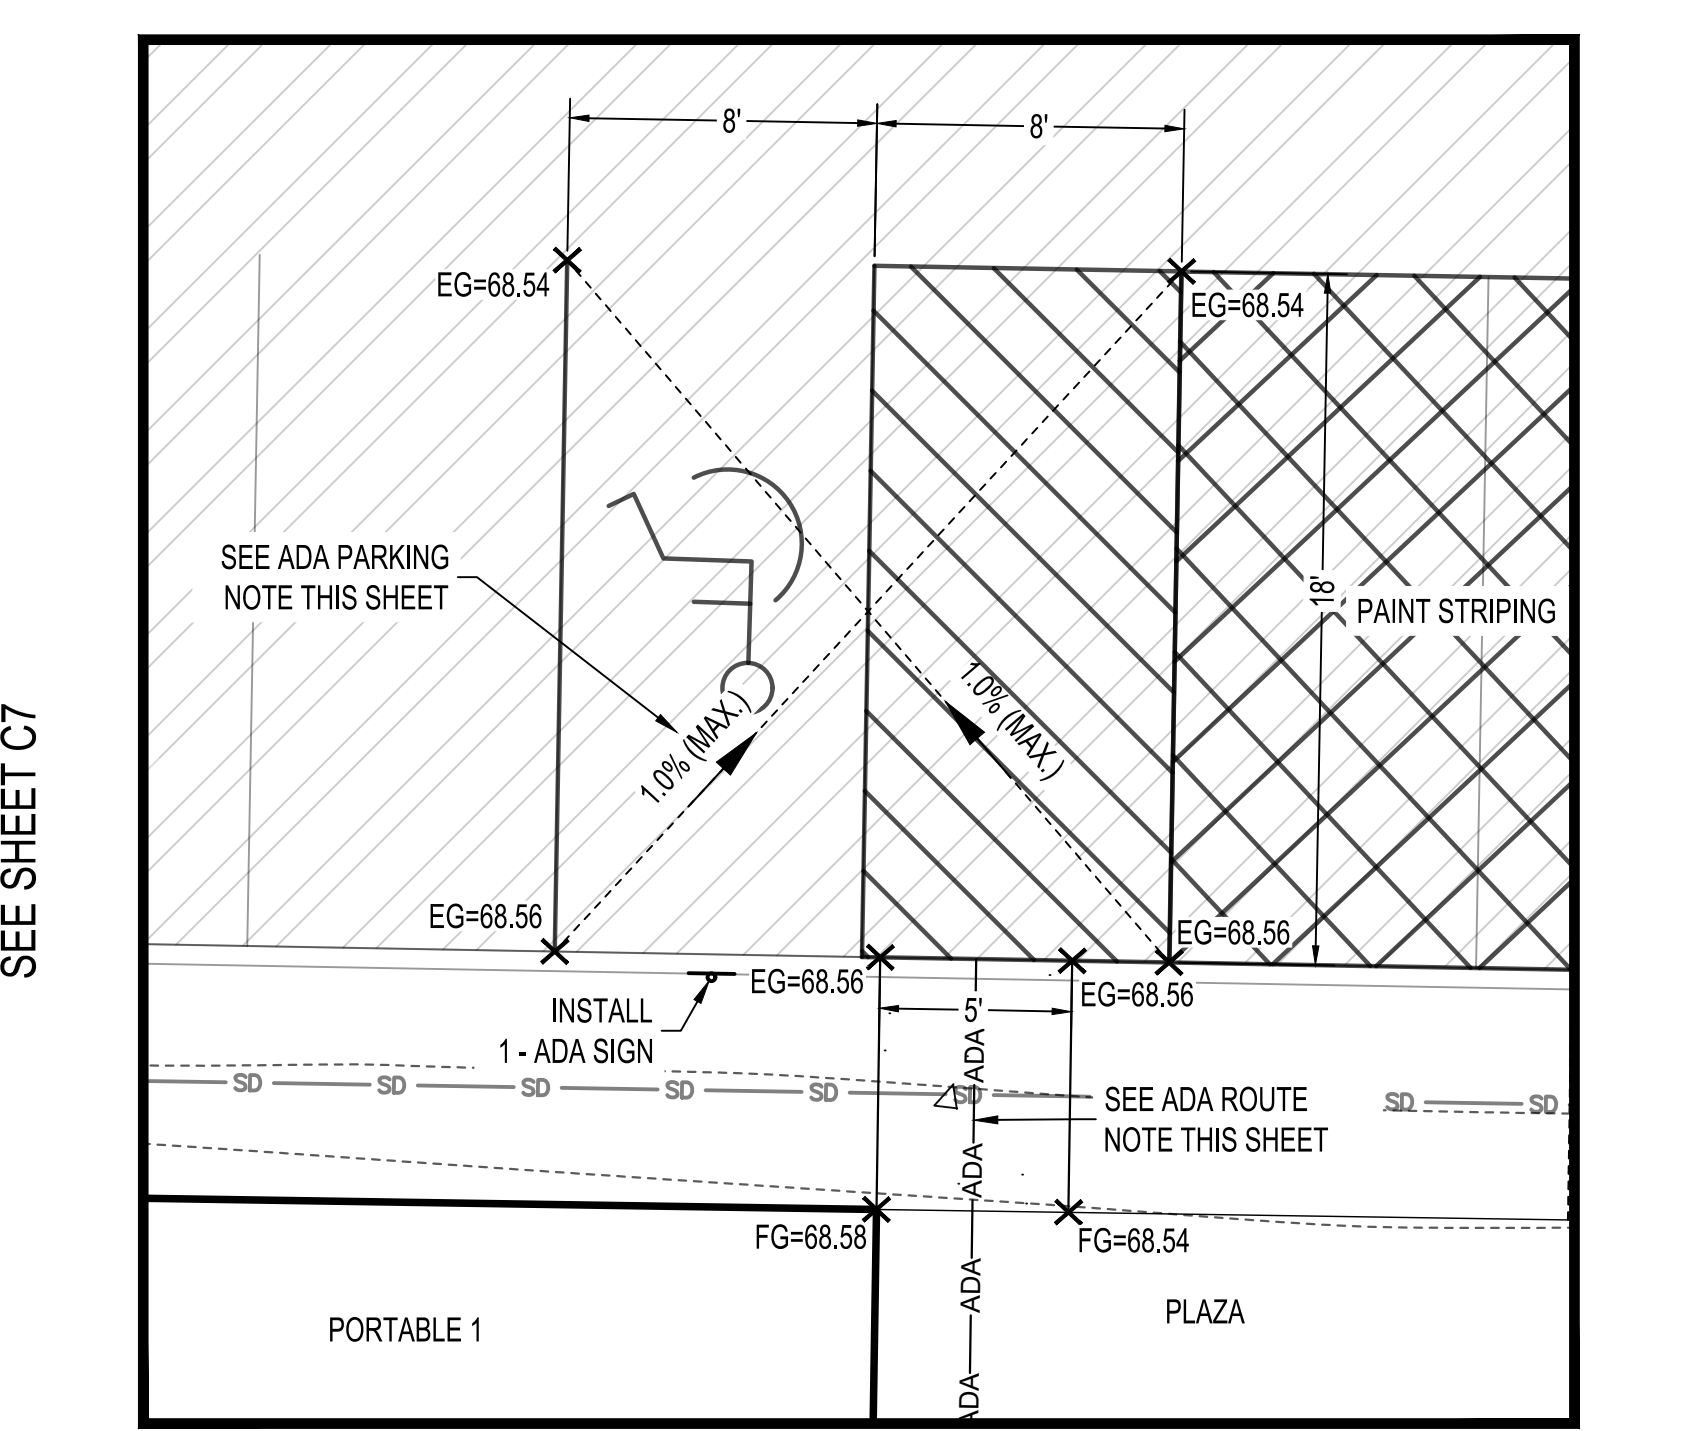 8'
8'
EG=68.54
EG=68.54
SEE ADA PARKING
NOTE THIS SHEET
18'
PAINT STRIPING
1.0% (MAX.)
1.0% (MAX.)
SEE SHEET C7
EG=68.56
EG=68.56
EG=68.56
EG=68.56
5'
INSTALL
1 - ADA SIGN
ADA
SD
SD
SD
SD
SD
SD
SD
SD
SEE ADA ROUTE
NOTE THIS SHEET
ADA
FG=68.58
FG=68.54
ADA
PORTABLE 1
PLAZA
ADA